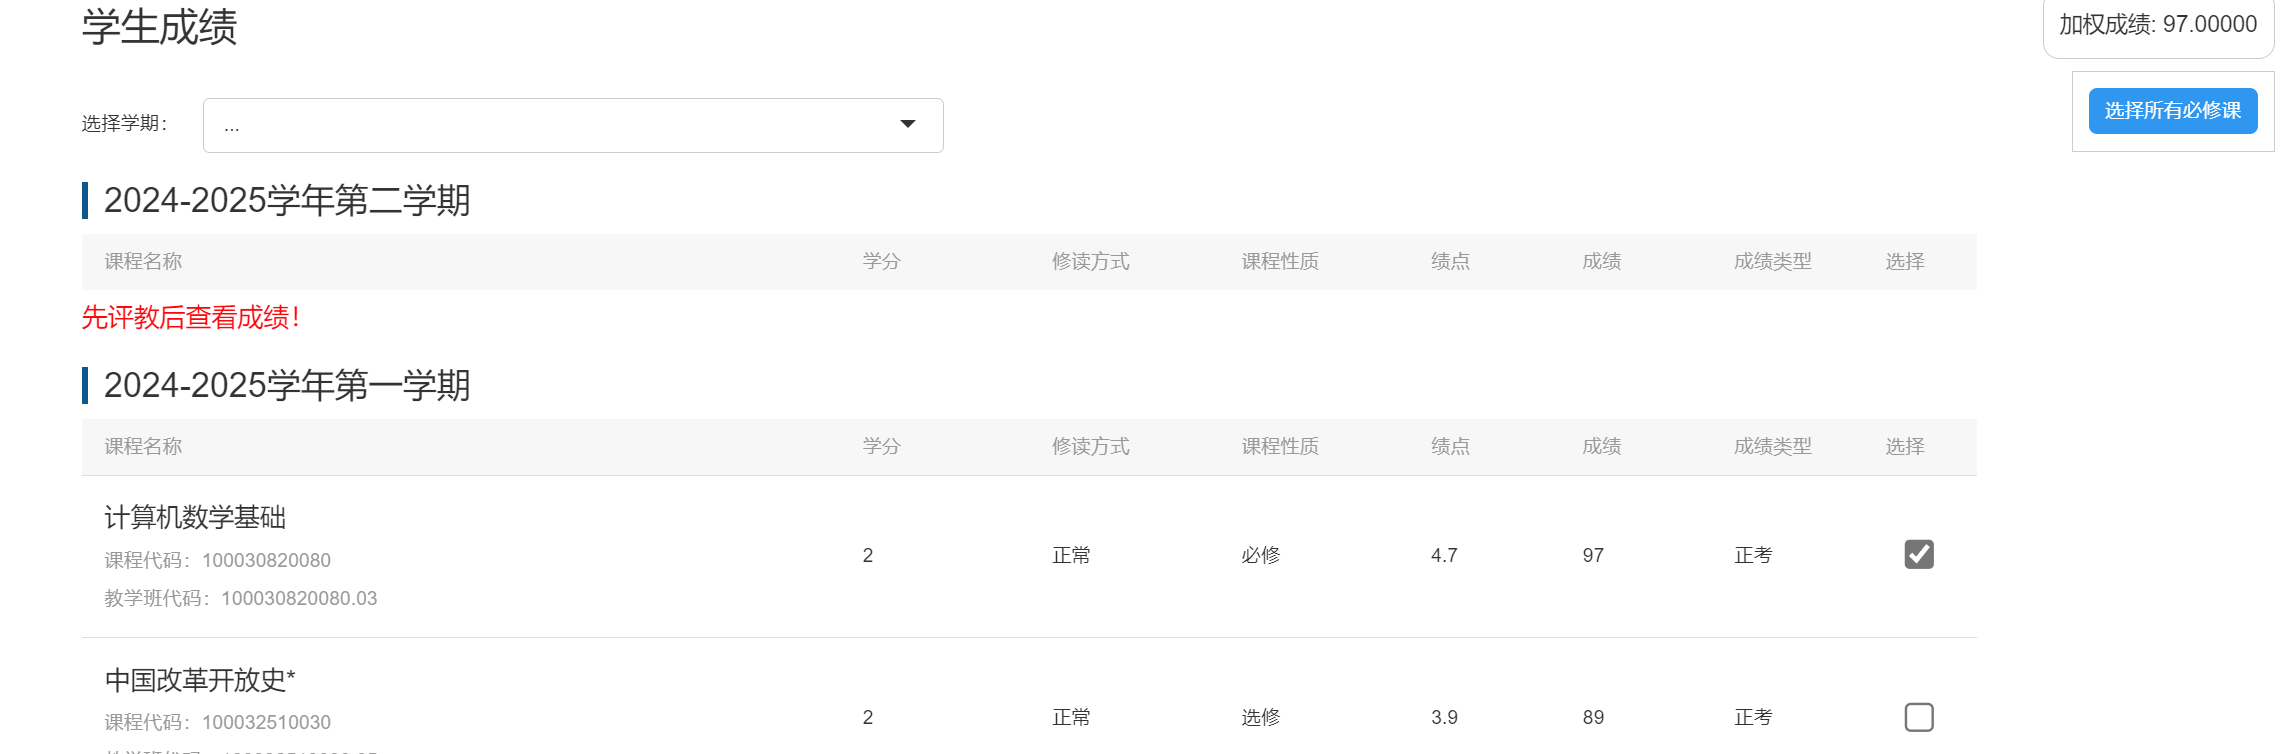 学生成绩
加权成绩: 97.00000
选择所有必修课
选择学期: ...
2024-2025学年第二学期
课程名称 学分 修读方式 课程性质 绩点 成绩 成绩类型 选择
先评教后查看成绩!
2024-2025学年第一学期
课程名称 学分 修读方式 课程性质 绩点 成绩 成绩类型 选择
计算机数学基础
课程代码: 100030820080
2 正常 必修 4.7 97 正考
教学班代码: 100030820080.03
中国改革开放史*
课程代码: 100032510030
2 正常 选修 3.9 89 正考